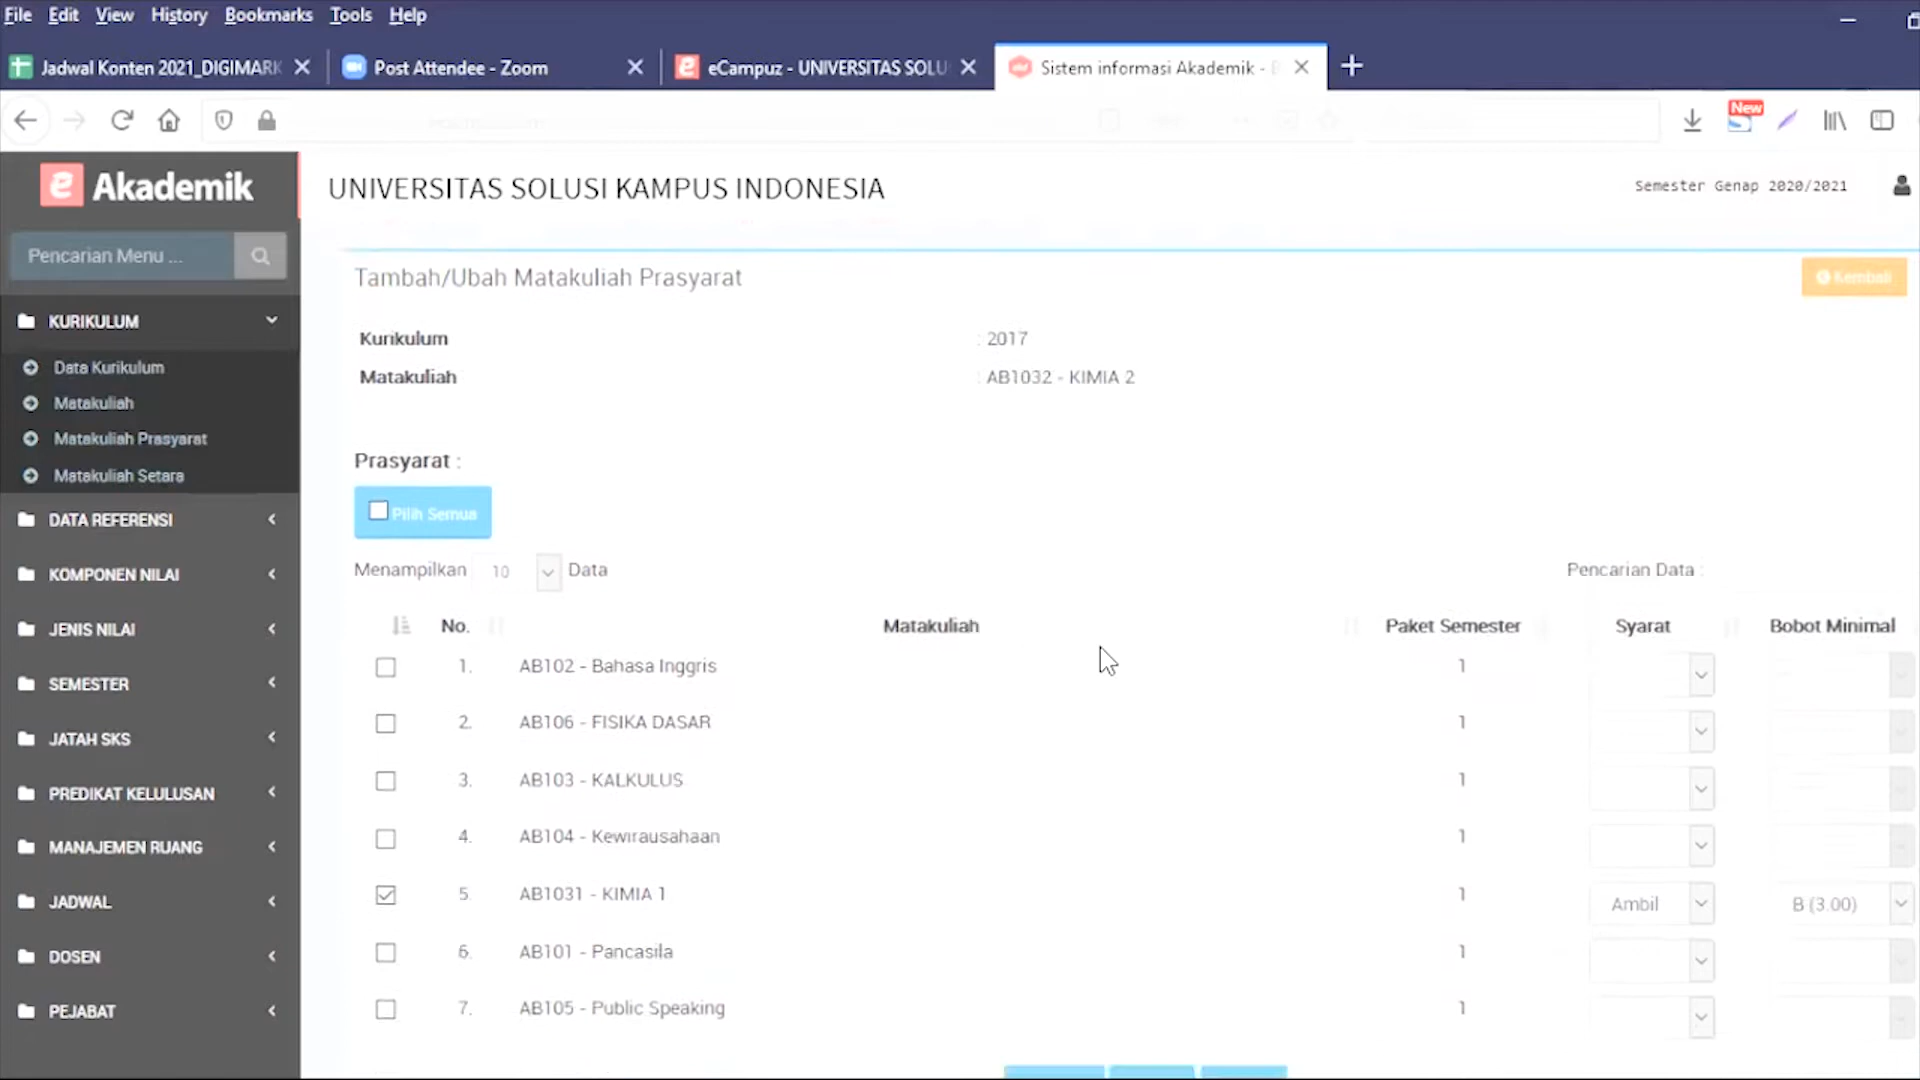 File Edit View History Bookmarks Tools Help
Jadwal Konten 2021_DIGIMARK
Post Attendee - Zoom
eCampuz - UNIVERSITAS SOLU
Sistem informasi Akademik -
New
e Akademik
UNIVERSITAS SOLUSI KAMPUS INDONESIA
Semester Genap 2020/2021
Pencarian Menu ...
Tambah/Ubah Matakuliah Prasyarat
Kembali
KURIKULUM
Data Kurikulum
Matakuliah
Matakuliah Prasyarat
Matakuliah Setara
DATA REFERENSI
KOMPONEN NILAI
JENIS NILAI
SEMESTER
JATAH SKS
PREDIKAT KELULUSAN
MANAJEMEN RUANG
JADWAL
DOSEN
PEJABAT
Kurikulum : 2017
Matakuliah : AB1032 - KIMIA 2
Prasyarat :
Pilih Semua
Menampilkan 10 Data
Pencarian Data :
No. Matakuliah Paket Semester Syarat Bobot Minimal
1. AB102 - Bahasa Inggris 1
2. AB106 - FISIKA DASAR 1
3. AB103 - KALKULUS 1
4. AB104 - Kewirausahaan 1
5. AB1031 - KIMIA 1 1 Ambil B (3.00)
6. AB101 - Pancasila 1
7. AB105 - Public Speaking 1